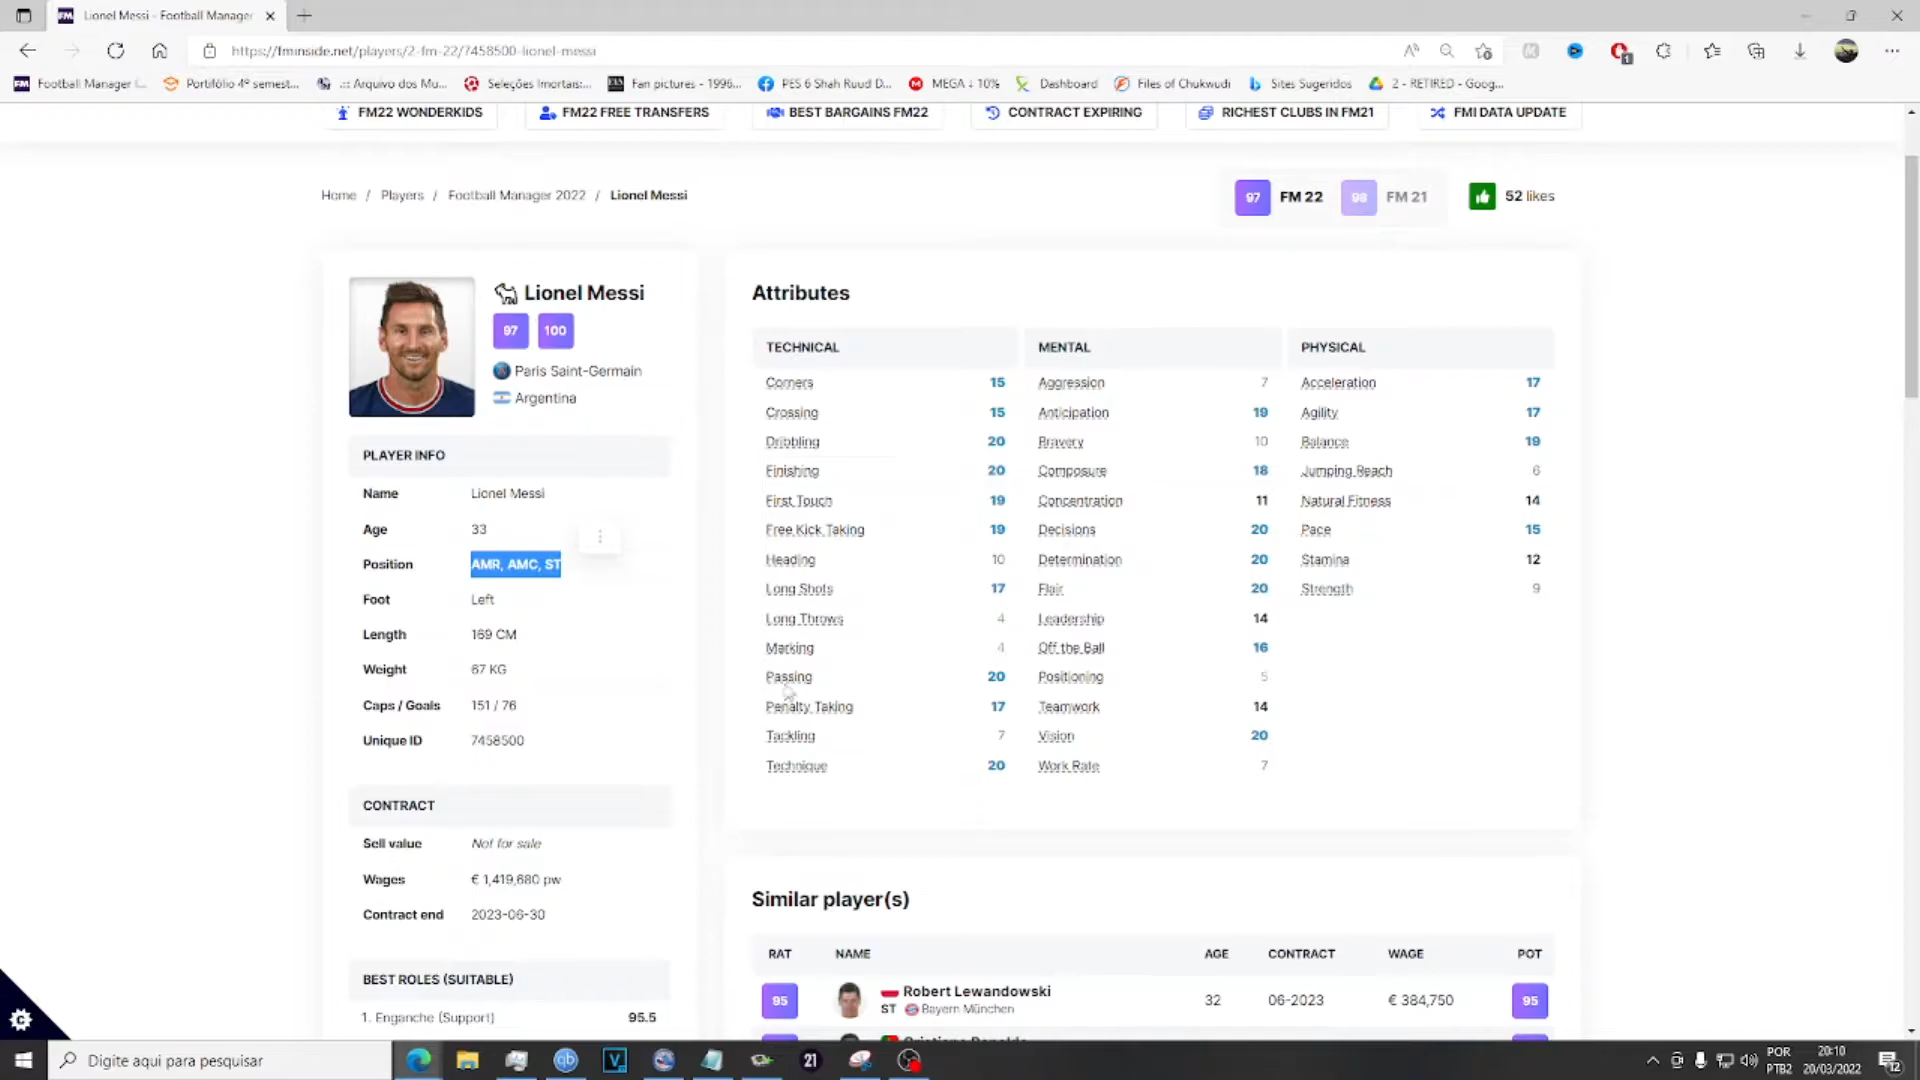 Lionel Messi - Football Manager
https://fminside.net/players/2-fm-22/7458500-lionel-messi
Football Manager (...
Portifólio 4º semest...
.:: Arquivo dos Mu...
Seleções Imortais:...
Fan pictures - 1996...
PES 6 Shah Ruud D...
MEGA ↓ 10%
Dashboard
Files of Chukwudi
Sites Sugeridos
2 - RETIRED - Goog...
FM22 WONDERKIDS
FM22 FREE TRANSFERS
BEST BARGAINS FM22
CONTRACT EXPIRING
RICHEST CLUBS IN FM21
FMI DATA UPDATE
Home / Players / Football Manager 2022 / Lionel Messi
97 FM 22 98 FM 21 52 likes
Lionel Messi
97 100
Paris Saint-Germain
Argentina
PLAYER INFO
Name Lionel Messi
Age 33
Position AMR, AMC, ST
Foot Left
Length 169 CM
Weight 67 KG
Caps / Goals 151 / 76
Unique ID 7458500
CONTRACT
Sell value Not for sale
Wages € 1,419,680 pw
Contract end 2023-06-30
BEST ROLES (SUITABLE)
1. Enganche (Support) 95.5
Attributes
TECHNICAL
Corners 15
Crossing 15
Dribbling 20
Finishing 20
First Touch 19
Free Kick Taking 19
Heading 10
Long Shots 17
Long Throws 4
Marking 4
Passing 20
Penalty Taking 17
Tackling 7
Technique 20
MENTAL
Aggression 7
Anticipation 19
Bravery 10
Composure 18
Concentration 11
Decisions 20
Determination 20
Flair 20
Leadership 14
Off the Ball 16
Positioning 5
Teamwork 14
Vision 20
Work Rate 7
PHYSICAL
Acceleration 17
Agility 17
Balance 19
Jumping Reach 6
Natural Fitness 14
Pace 15
Stamina 12
Strength 9
Similar player(s)
RAT NAME AGE CONTRACT WAGE POT
95 Robert Lewandowski 32 06-2023 € 384,750 95
ST Bayern München
Digite aqui para pesquisar
21
POR
PTB2
20:10
20/03/2022
12